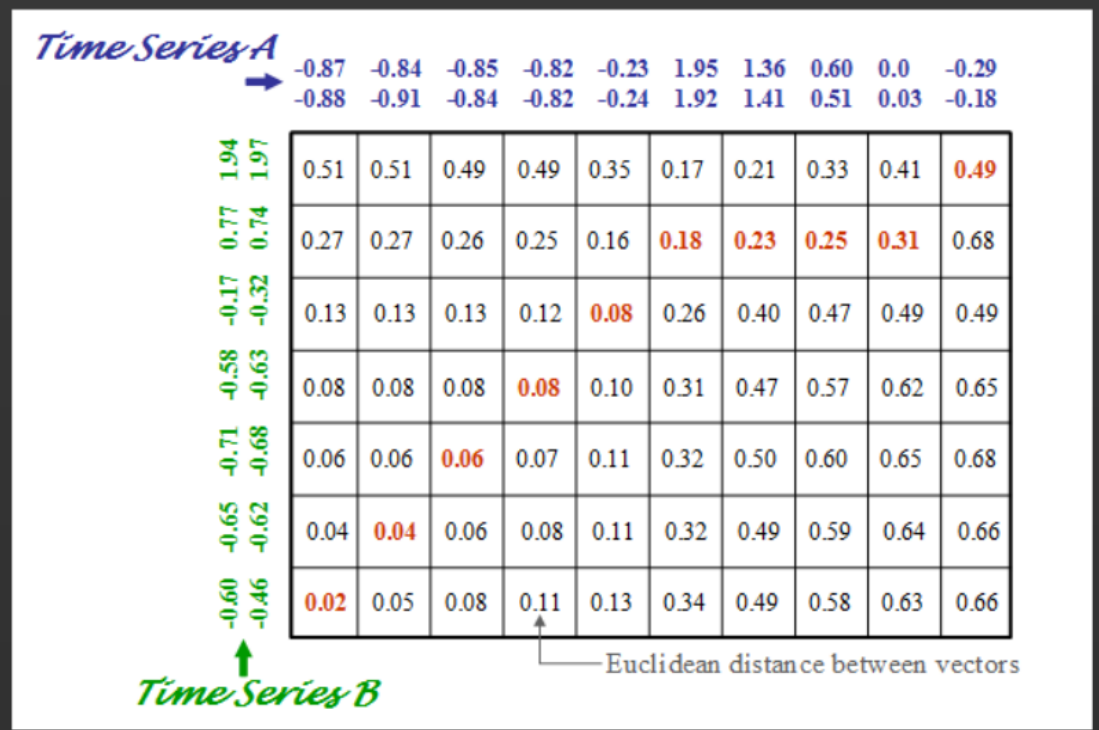 Time Series A
-0.87 -0.84 -0.85 -0.82 -0.23 1.95 1.36 0.60 0.0 -0.29
-0.88 -0.91 -0.84 -0.82 -0.24 1.92 1.41 0.51 0.03 -0.18
1.94 1.97
0.51 0.51 0.49 0.49 0.35 0.17 0.21 0.33 0.41 0.49
0.77 0.74
0.27 0.27 0.26 0.25 0.16 0.18 0.23 0.25 0.31 0.68
-0.17 -0.32
0.13 0.13 0.13 0.12 0.08 0.26 0.40 0.47 0.49 0.49
-0.58 -0.63
0.08 0.08 0.08 0.08 0.10 0.31 0.47 0.57 0.62 0.65
-0.71 -0.68
0.06 0.06 0.06 0.07 0.11 0.32 0.50 0.60 0.65 0.68
-0.65 -0.62
0.04 0.04 0.06 0.08 0.11 0.32 0.49 0.59 0.64 0.66
-0.60 -0.46
0.02 0.05 0.08 0.11 0.13 0.34 0.49 0.58 0.63 0.66
Euclidean distance between vectors
Time Series B